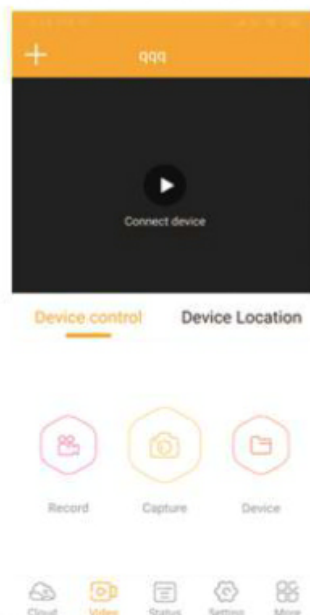 qqq
Connect device
Device control Device Location
Record Capture Device
Cloud Video Status Setting More